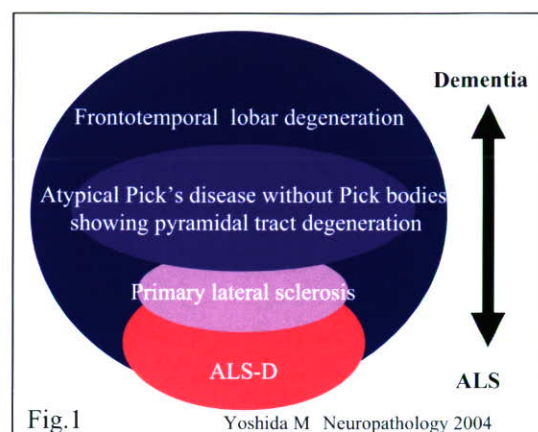 Dementia
Frontotemporal lobar degeneration
Atypical Pick's disease without Pick bodies
showing pyramidal tract degeneration
Primary lateral sclerosis
ALS-D
ALS
Fig.1
Yoshida M Neuropathology 2004